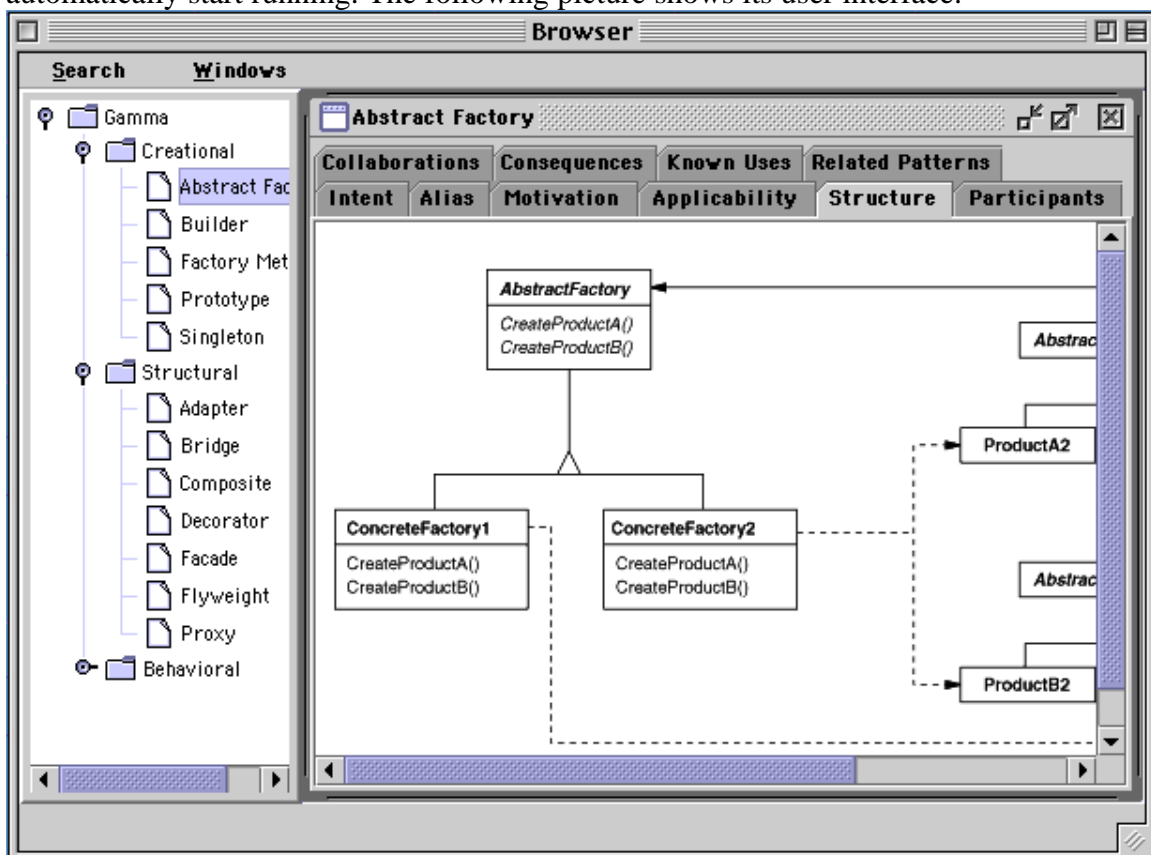 automatically start running. The following picture shows its user interface:
Browser
Search Windows
Gamma
Creational
Abstract Fac
Builder
Factory Met
Prototype
Singleton
Structural
Adapter
Bridge
Composite
Decorator
Facade
Flyweight
Proxy
Behavioral
Abstract Factory
Collaborations Consequences Known Uses Related Patterns
Intent Alias Motivation Applicability Structure Participants
AbstractFactory
CreateProductA()
CreateProductB()
Abstrac
ProductA2
ConcreteFactory1
CreateProductA()
CreateProductB()
ConcreteFactory2
CreateProductA()
CreateProductB()
Abstrac
ProductB2